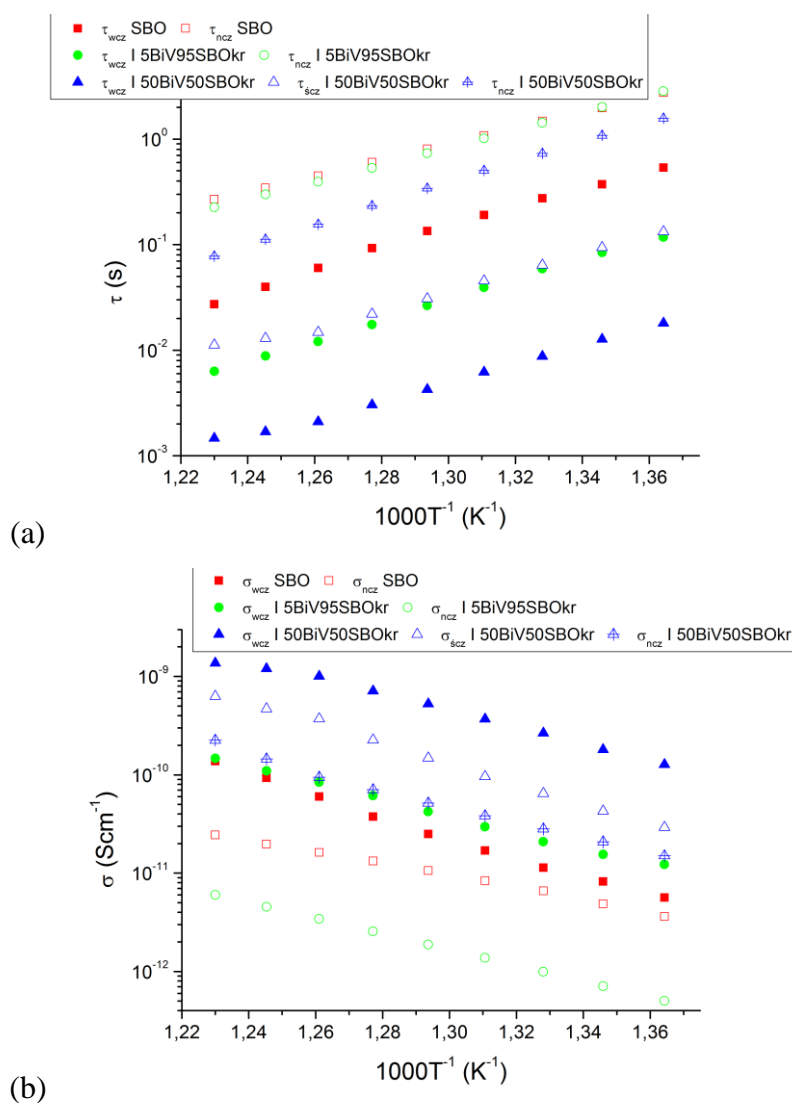 τwcz SBO τncz SBO
τwcz I 5BiV95SBOkr τncz I 5BiV95SBOkr
τwcz I 50BiV50SBOkr τścz I 50BiV50SBOkr τncz I 50BiV50SBOkr
10⁰
10⁻¹
10⁻²
10⁻³
τ (s)
1,22 1,24 1,26 1,28 1,30 1,32 1,34 1,36
1000T⁻¹ (K⁻¹)
(a)
σwcz SBO σncz SBO
σwcz I 5BiV95SBOkr σncz I 5BiV95SBOkr
σwcz I 50BiV50SBOkr σścz I 50BiV50SBOkr σncz I 50BiV50SBOkr
10⁻⁹
10⁻¹⁰
10⁻¹¹
10⁻¹²
σ (Scm⁻¹)
1,22 1,24 1,26 1,28 1,30 1,32 1,34 1,36
1000T⁻¹ (K⁻¹)
(b)